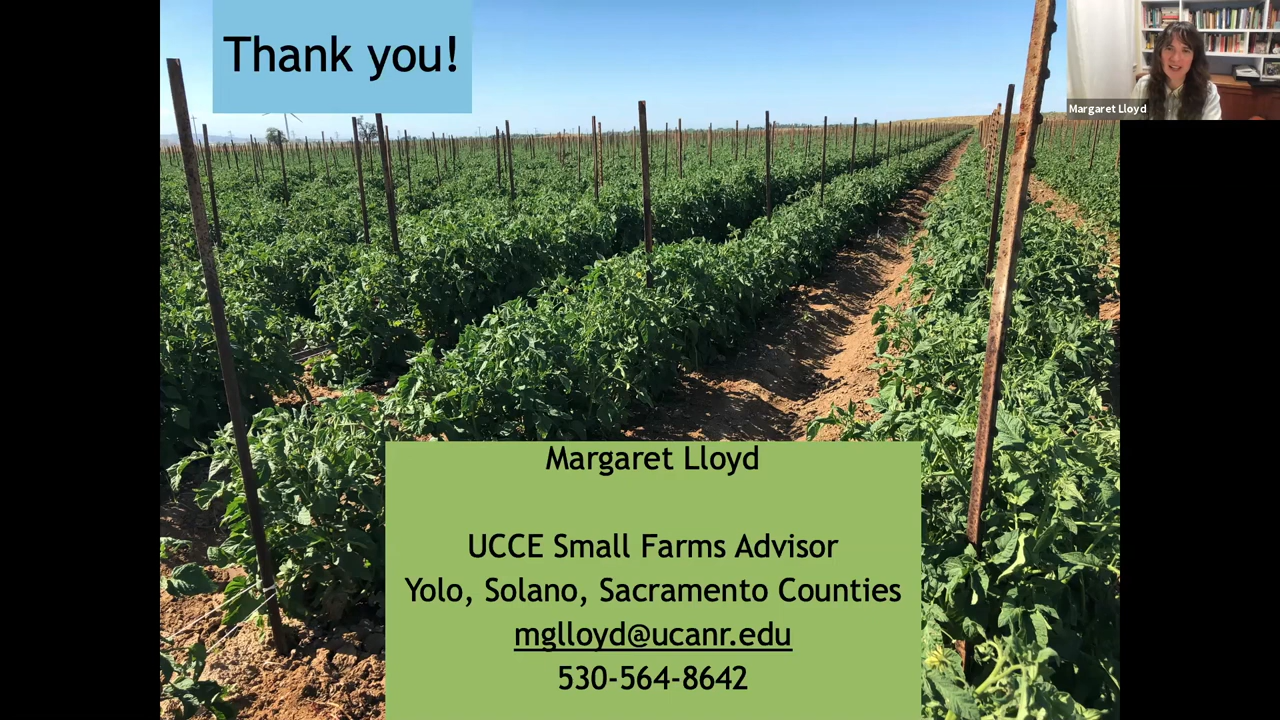 Thank you!
Margaret Lloyd
Margaret Lloyd
UCCE Small Farms Advisor
Yolo, Solano, Sacramento Counties
mglloyd@ucanr.edu
530-564-8642